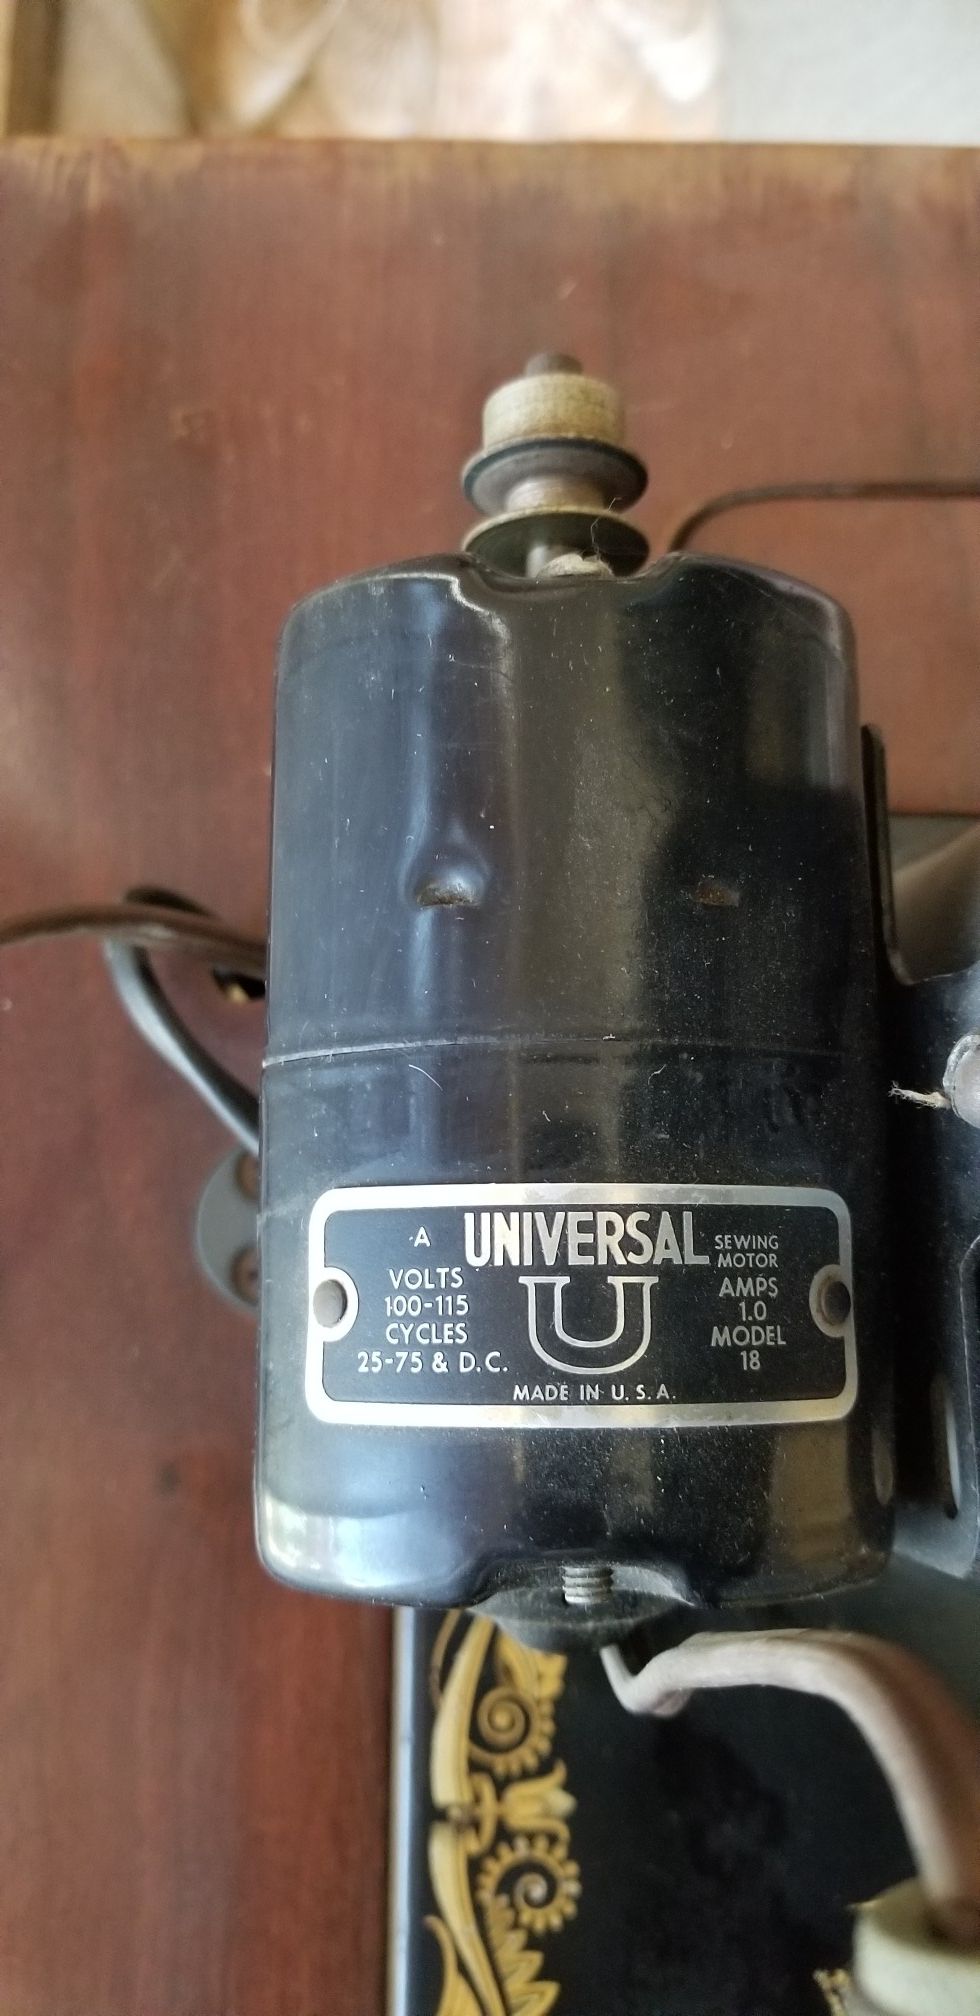 A UNIVERSAL SEWING MOTOR
VOLTS
100-115
CYCLES
25-75 & D.C.
U
AMPS
1.0
MODEL
18
MADE IN U.S.A.